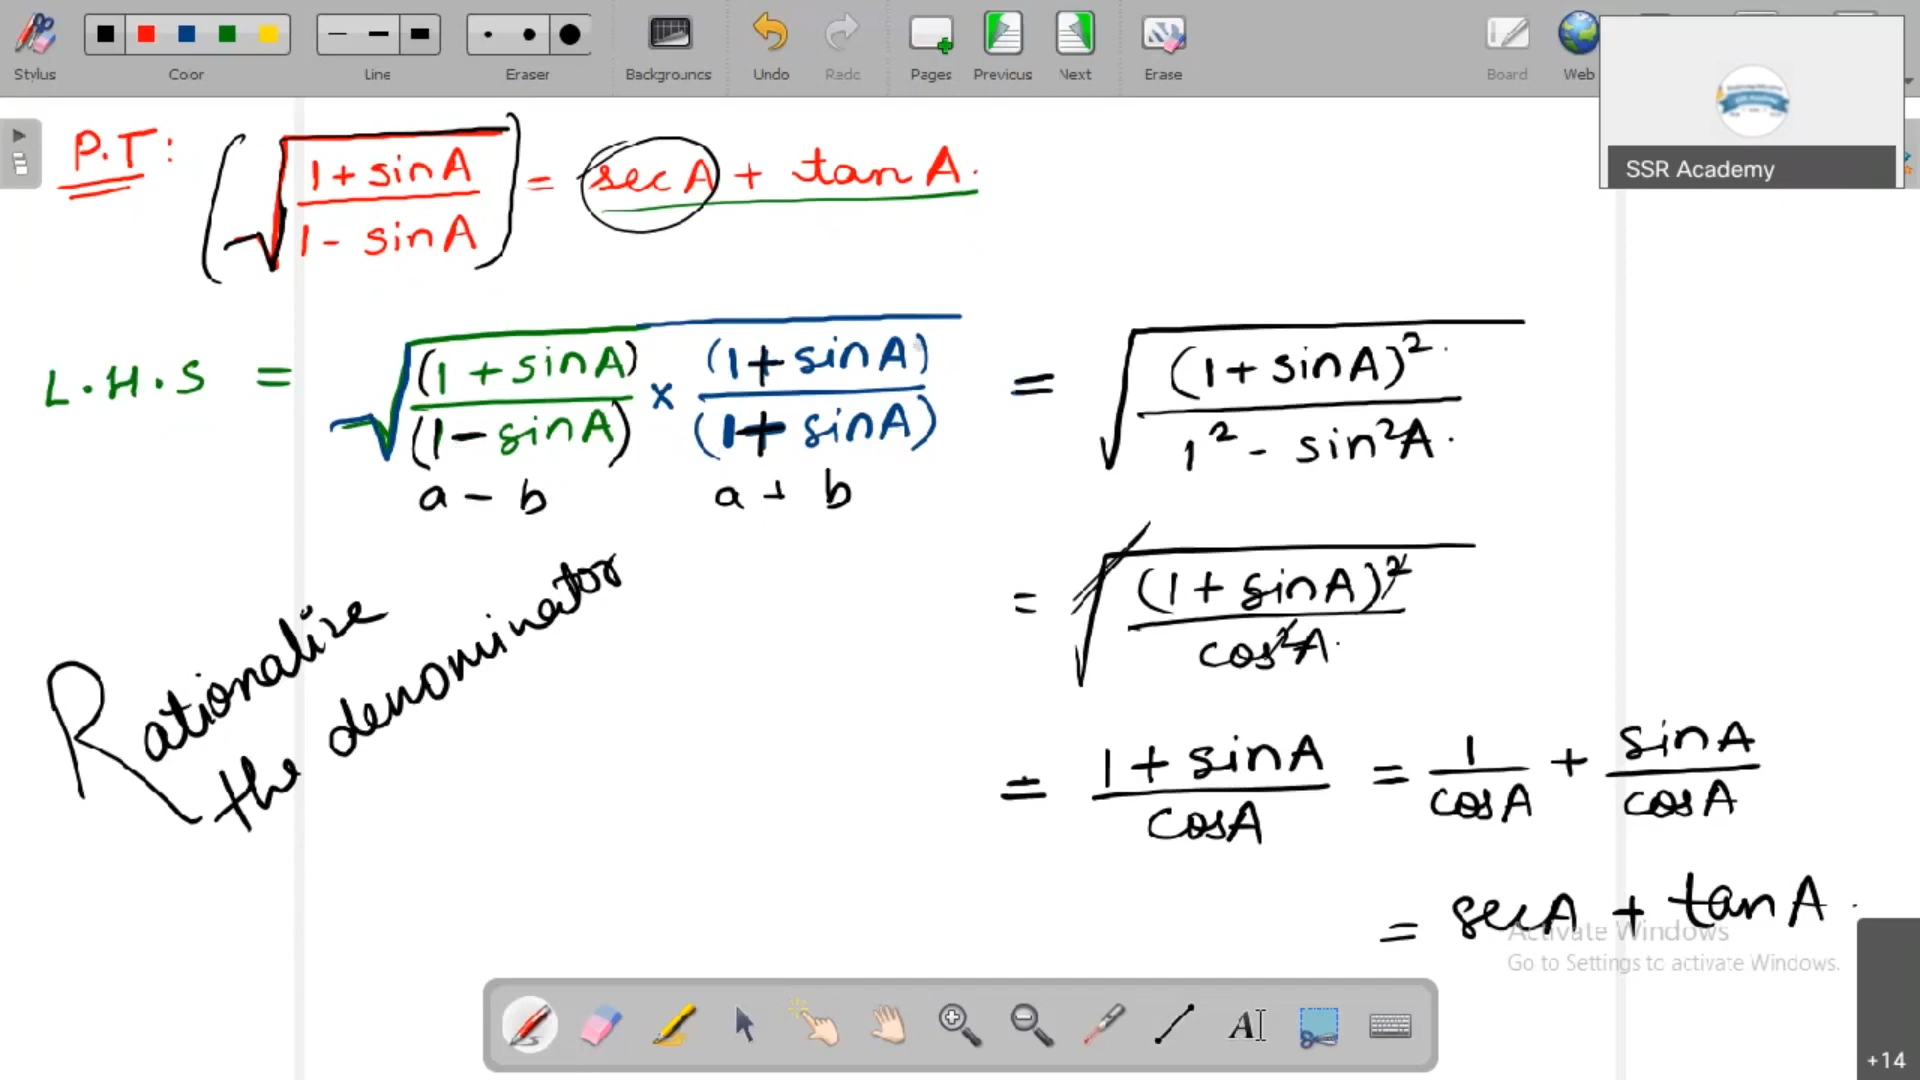 Stylus Color Line Eraser Backgrounds Undo Redo Pages Previous Next Erase Board Web
SSR Academy
P.T: (√((1+sinA)/(1-sinA))) = secA + tanA.
L.H.S = √((1+sinA)/(1-sinA) × (1+sinA)/(1+sinA)) = √((1+sinA)²/(1²-sin²A.))
a - b a + b
= √((1+sinA)²/cos²A.)
Rationalize
the denominator
= (1+sinA)/cosA = 1/cosA + sinA/cosA
= secA + tanA.
Activate Windows
Go to Settings to activate Windows.
AI
+14